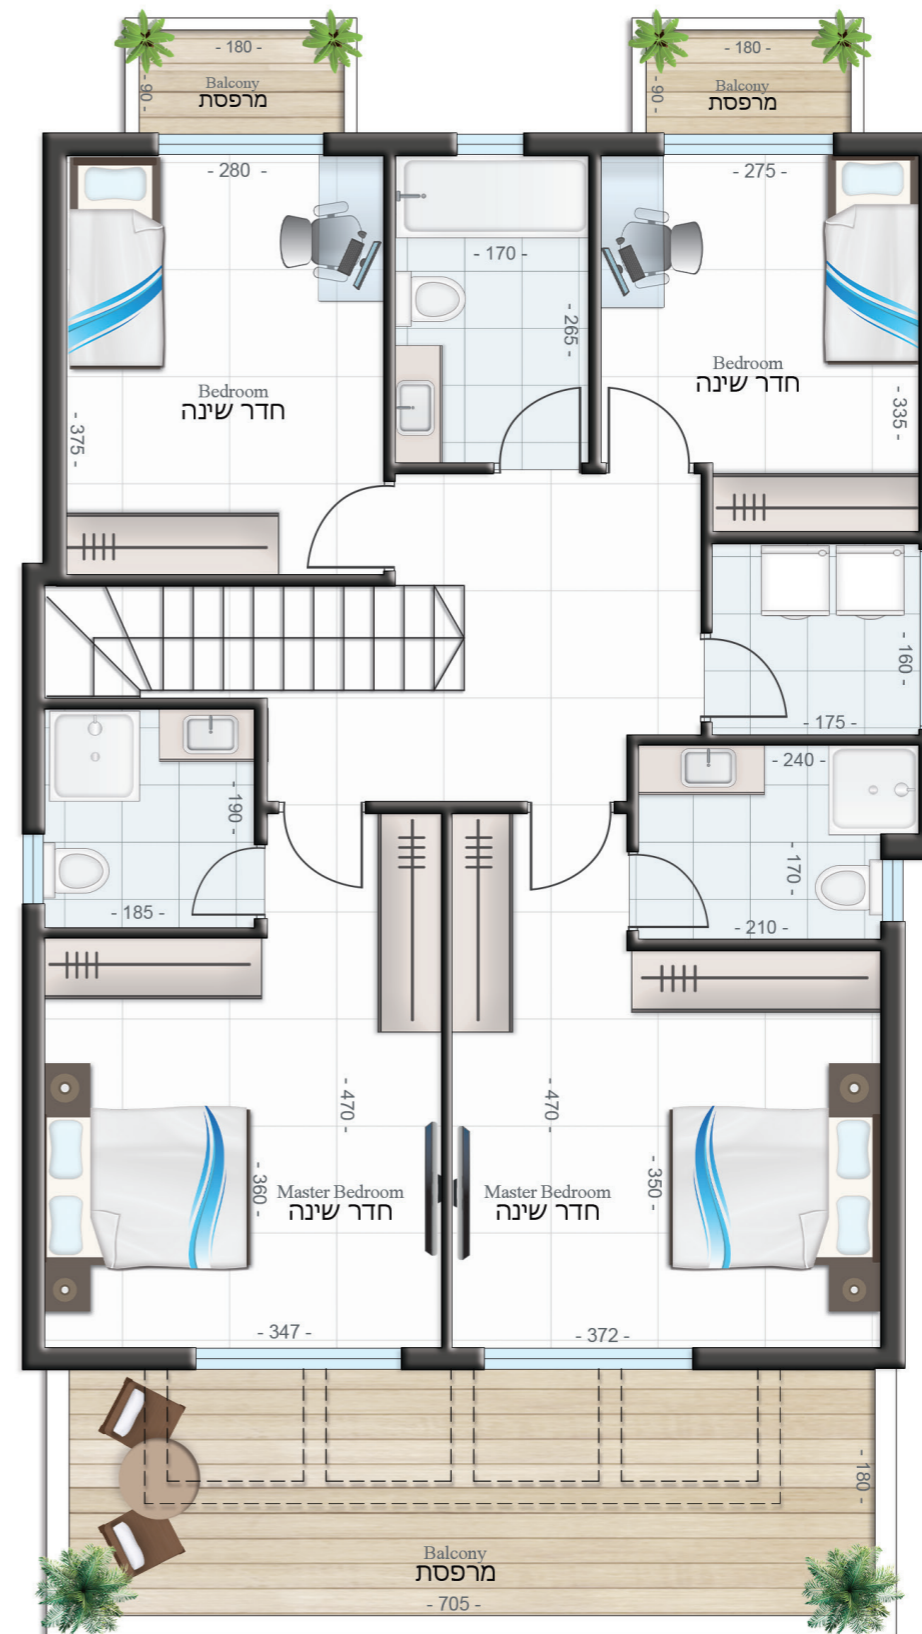 - 180 -
- 180 -
Balcony
מרפסת
- 90 -
Balcony
מרפסת
- 90 -
- 280 -
- 170 -
- 275 -
- 265 -
Bedroom
חדר שינה
- 375 -
Bedroom
חדר שינה
- 335 -
- 160 -
- 175 -
- 190 -
- 185 -
- 240 -
- 170 -
- 210 -
- 470 -
- 470 -
- 360 -
Master Bedroom
חדר שינה
Master Bedroom
חדר שינה
- 350 -
- 347 -
- 372 -
- 180 -
Balcony
מרפסת
- 705 -